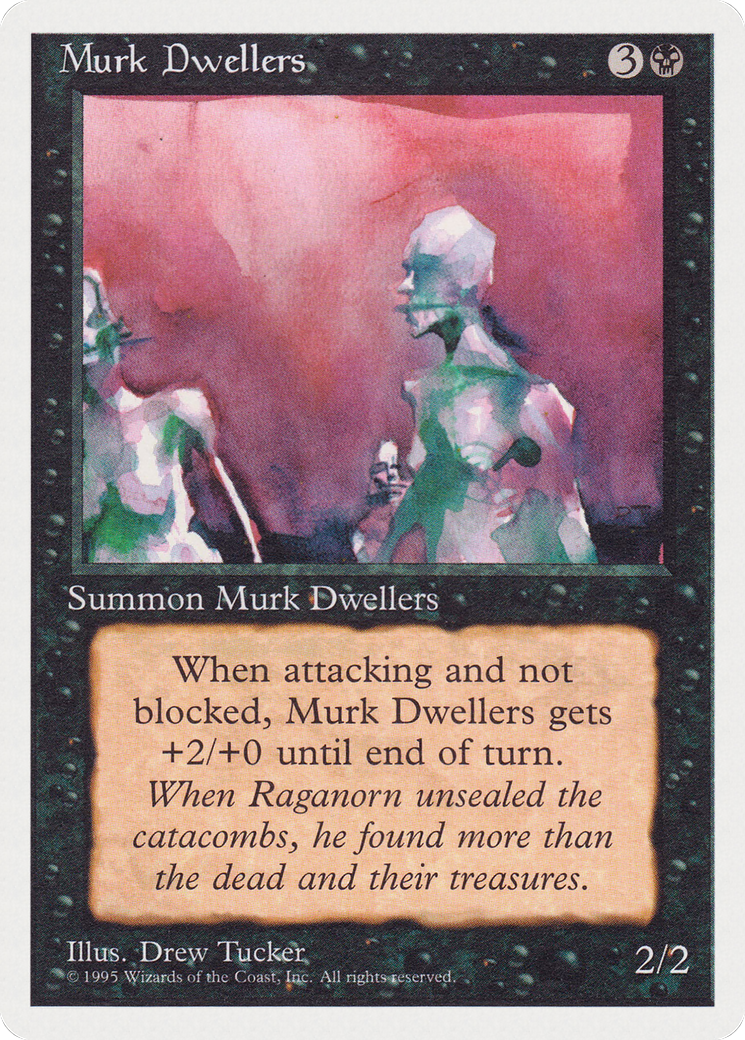 Murk Dwellers 3
Summon Murk Dwellers
When attacking and not
blocked, Murk Dwellers gets
+2/+0 until end of turn.
When Raganorn unsealed the
catacombs, he found more than
the dead and their treasures.
Illus. Drew Tucker
© 1995 Wizards of the Coast, Inc. All rights reserved.
2/2